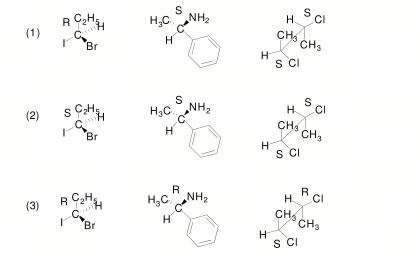 (1) R C₂H₅ H C I Br S H₃C NH₂ C H S H Cl CH₃ CH₃ H S Cl
(2) S C₂H₅ H C I Br S H₃C NH₂ C H S H Cl CH₃ CH₃ H S Cl
(3) R C₂H₅ H C I Br R H₃C NH₂ C H R H Cl CH₃ CH₃ H S Cl